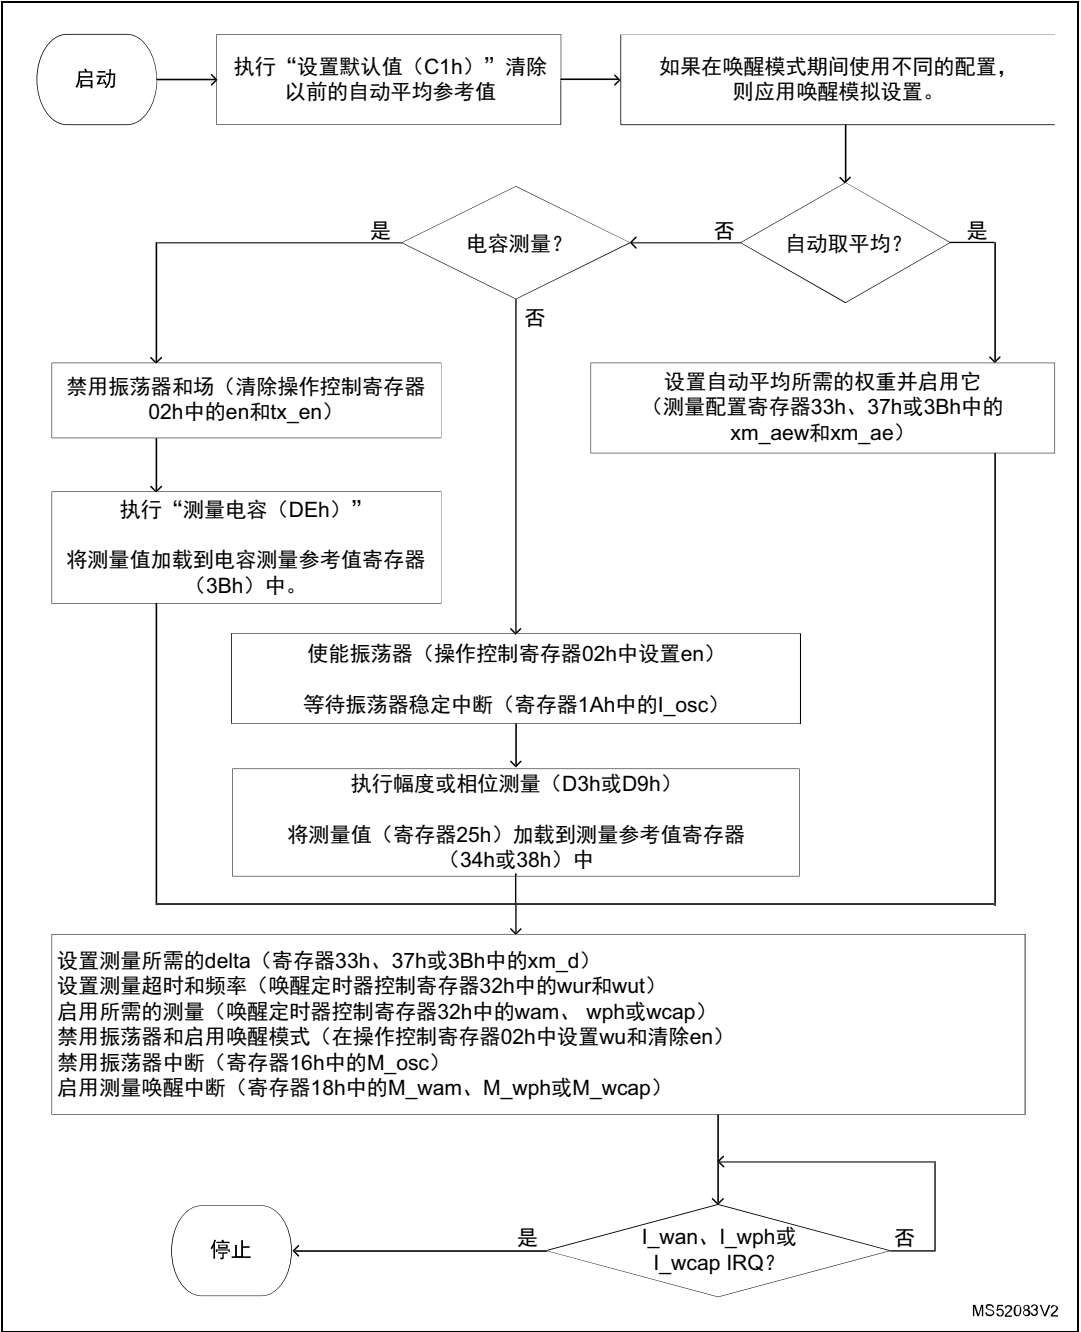 启动
执行“设置默认值（C1h）”清除
以前的自动平均参考值
如果在唤醒模式期间使用不同的配置，
则应用唤醒模拟设置。
自动取平均？
否
是
电容测量？
是
否
禁用振荡器和场（清除操作控制寄存器
02h中的en和tx_en）
设置自动平均所需的权重并启用它
（测量配置寄存器33h、37h或3Bh中的
xm_aew和xm_ae）
执行“测量电容（DEh）”
将测量值加载到电容测量参考值寄存器
（3Bh）中。
使能振荡器（操作控制寄存器02h中设置en）
等待振荡器稳定中断（寄存器1Ah中的I_osc）
执行幅度或相位测量（D3h或D9h）
将测量值（寄存器25h）加载到测量参考值寄存器
（34h或38h）中
设置测量所需的delta（寄存器33h、37h或3Bh中的xm_d）
设置测量超时和频率（唤醒定时器控制寄存器32h中的wur和wut）
启用所需的测量（唤醒定时器控制寄存器32h中的wam、 wph或wcap）
禁用振荡器和启用唤醒模式（在操作控制寄存器02h中设置wu和清除en）
禁用振荡器中断（寄存器16h中的M_osc）
启用测量唤醒中断（寄存器18h中的M_wam、M_wph或M_wcap）
I_wan、I_wph或
I_wcap IRQ？
是
否
停止
MS52083V2